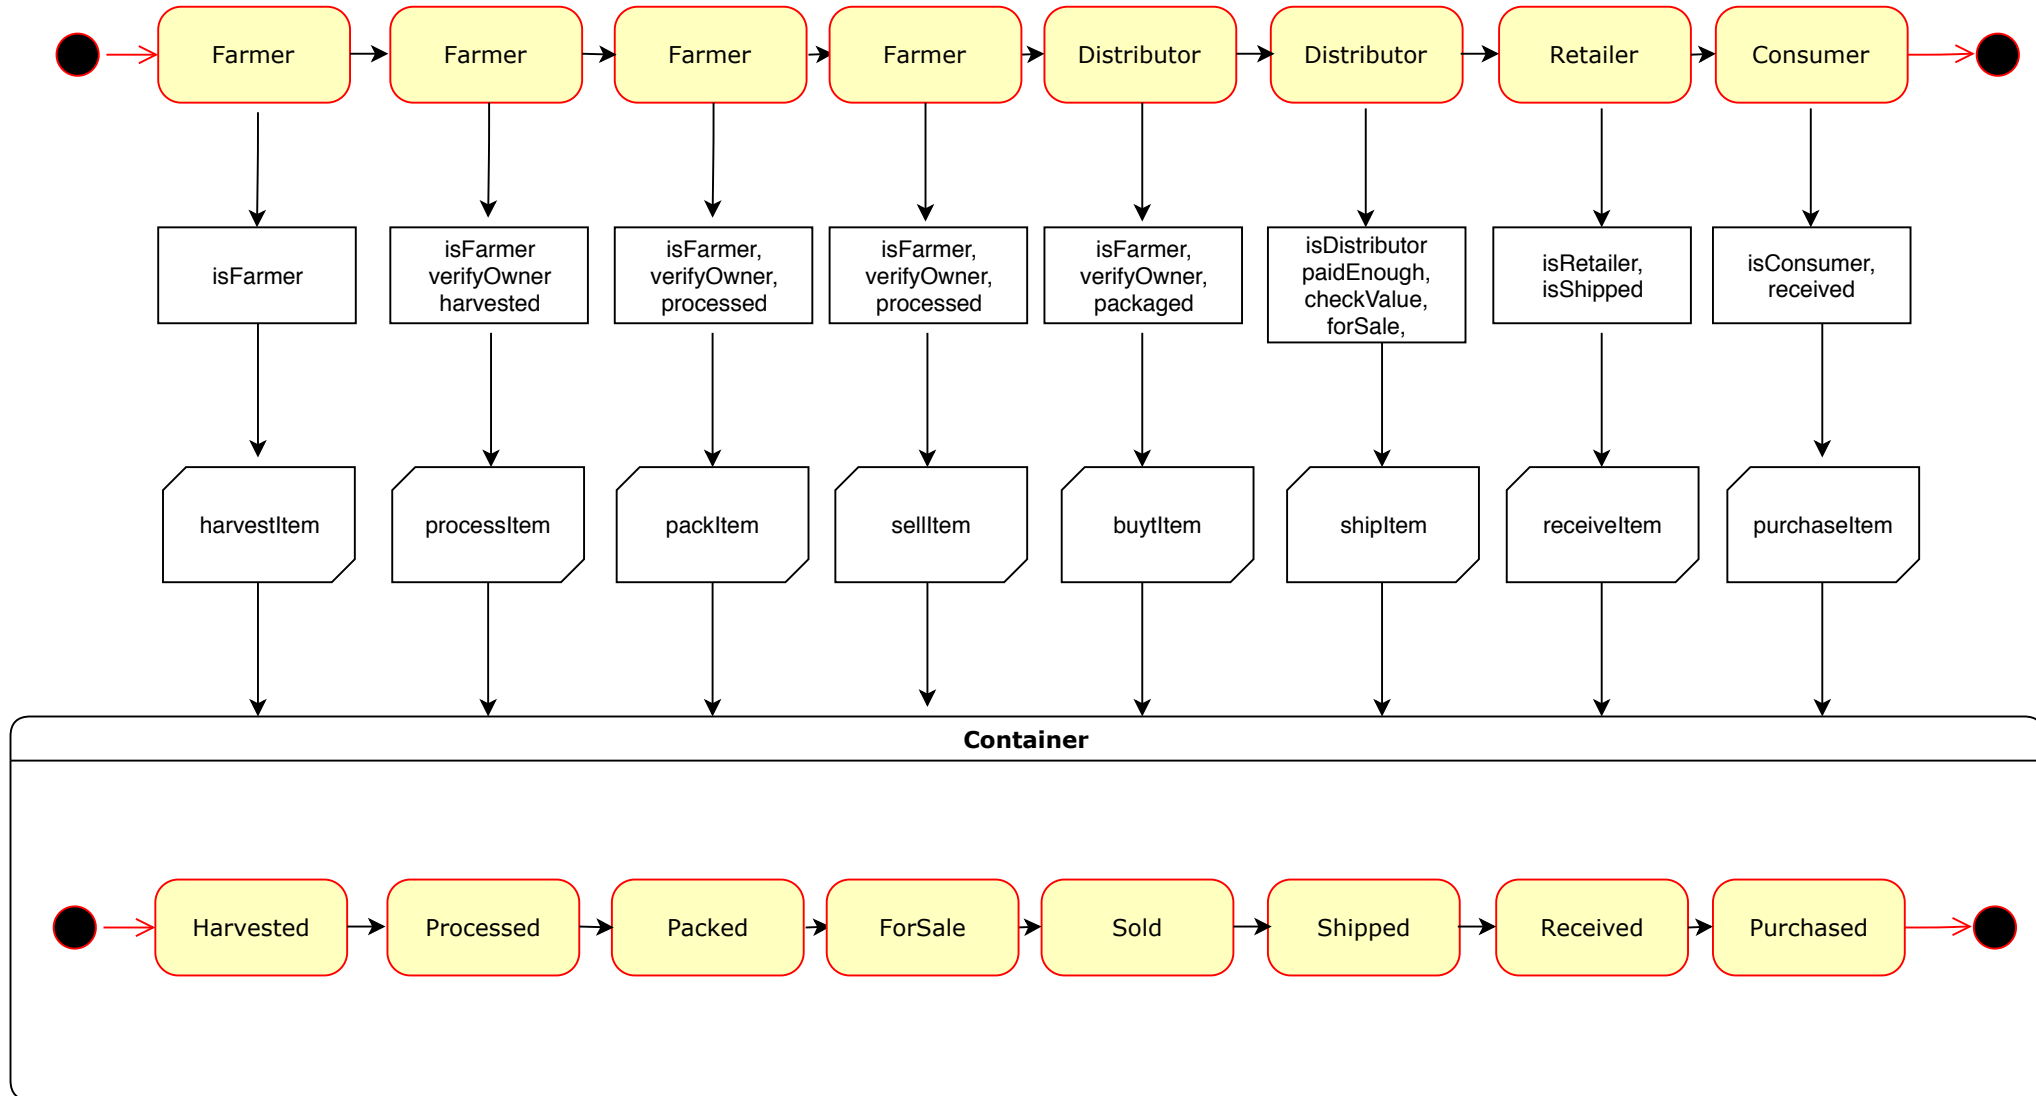 Farmer
Farmer
Farmer
Farmer
Distributor
Distributor
Retailer
Consumer
isFarmer
isFarmer
verifyOwner
harvested
isFarmer,
verifyOwner,
processed
isFarmer,
verifyOwner,
processed
isFarmer,
verifyOwner,
packaged
isDistributor
paidEnough,
checkValue,
forSale,
isRetailer,
isShipped
isConsumer,
received
harvestItem
processItem
packItem
sellItem
buytItem
shipItem
receiveItem
purchaseItem
Container
Harvested
Processed
Packed
ForSale
Sold
Shipped
Received
Purchased